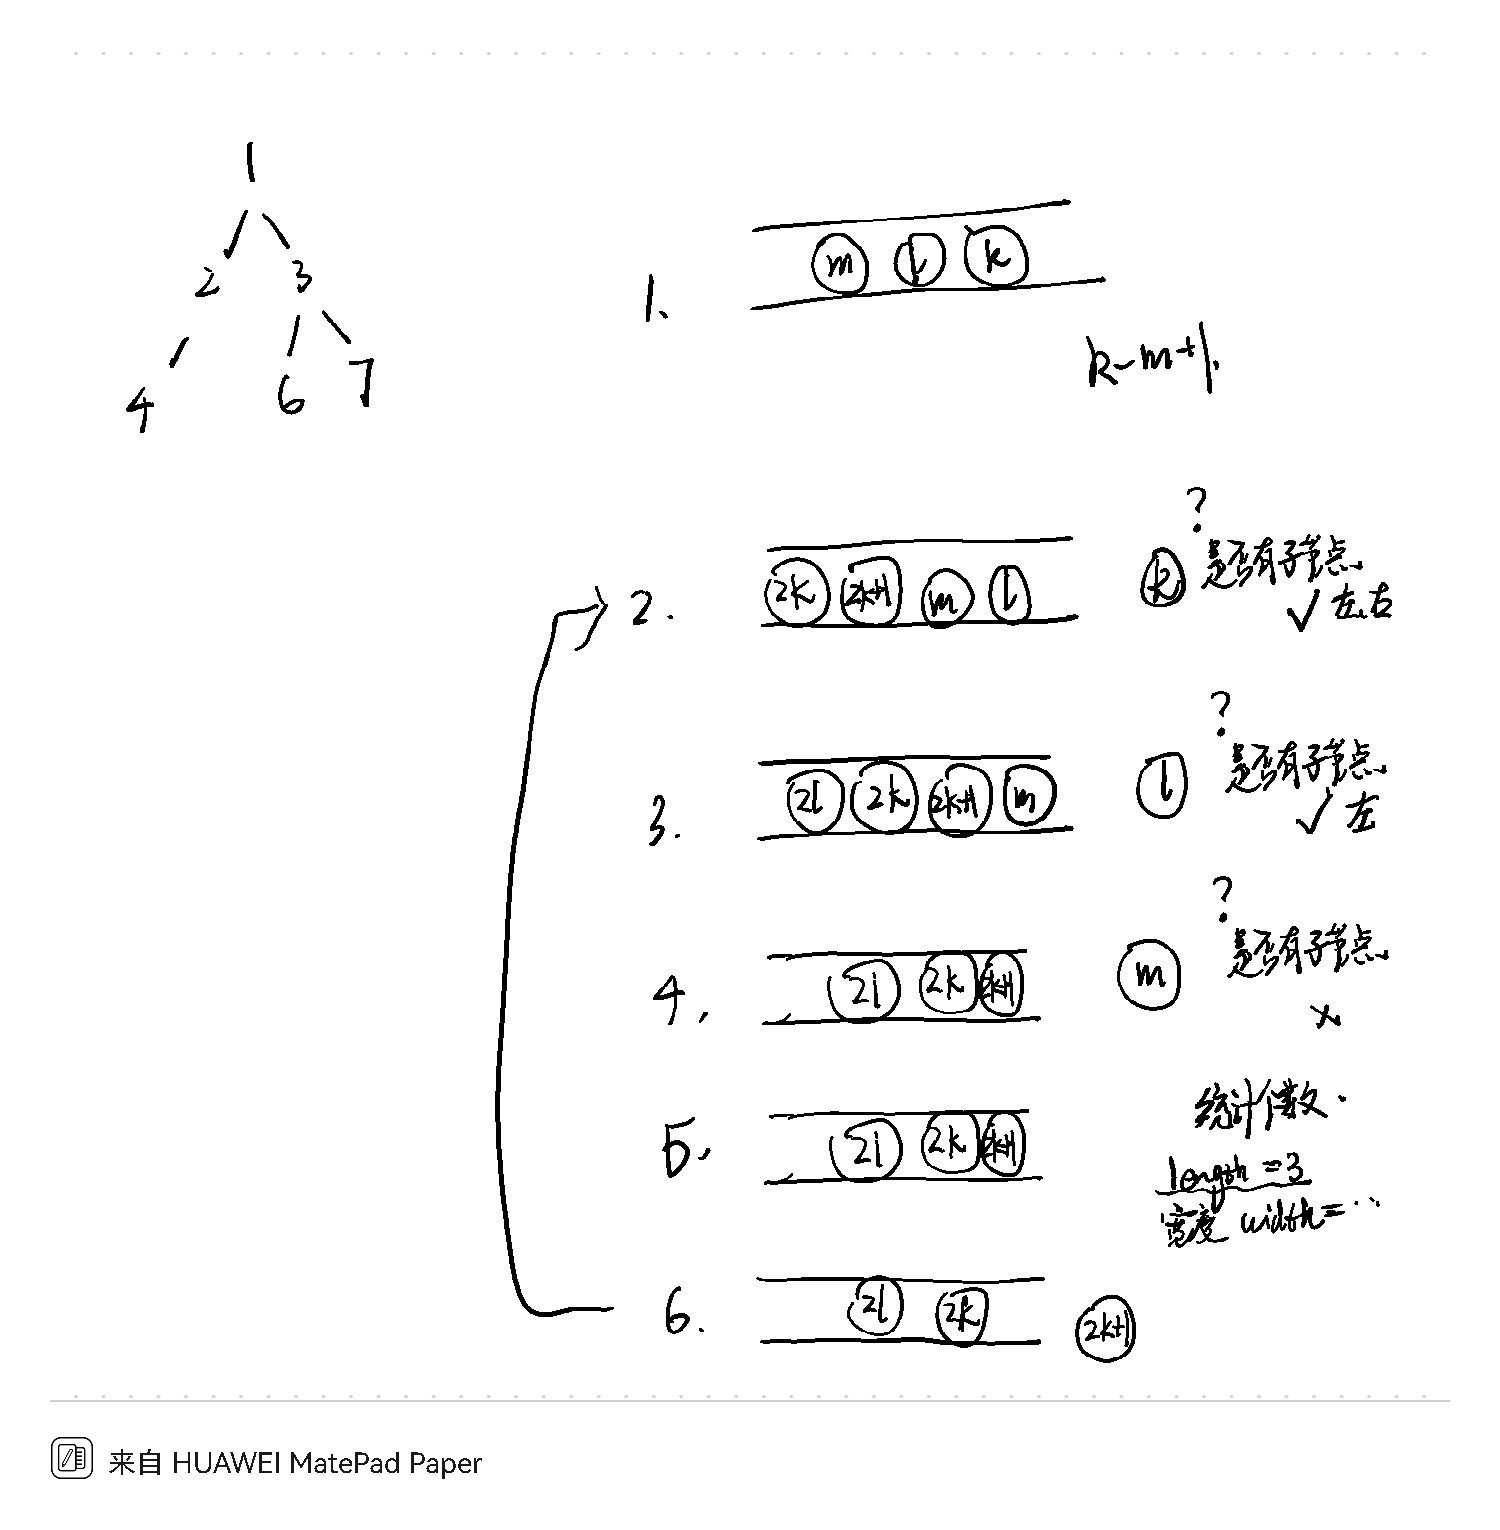 1
2 3
4 6 7
1. m l k
k-m+1.
2. 2k 2k+1 m l k ? 是否有子节点
✓ 左、右
3. 2l 2k 2k+1 m l ? 是否有子节点
✓ 左
4. 2l 2k 2k+1 m ? 是否有子节点
×
5. 2l 2k 2k+1 统计个数.
length = 3
宽度 width = ...
6. 2l 2k 2k+1
来自 HUAWEI MatePad Paper